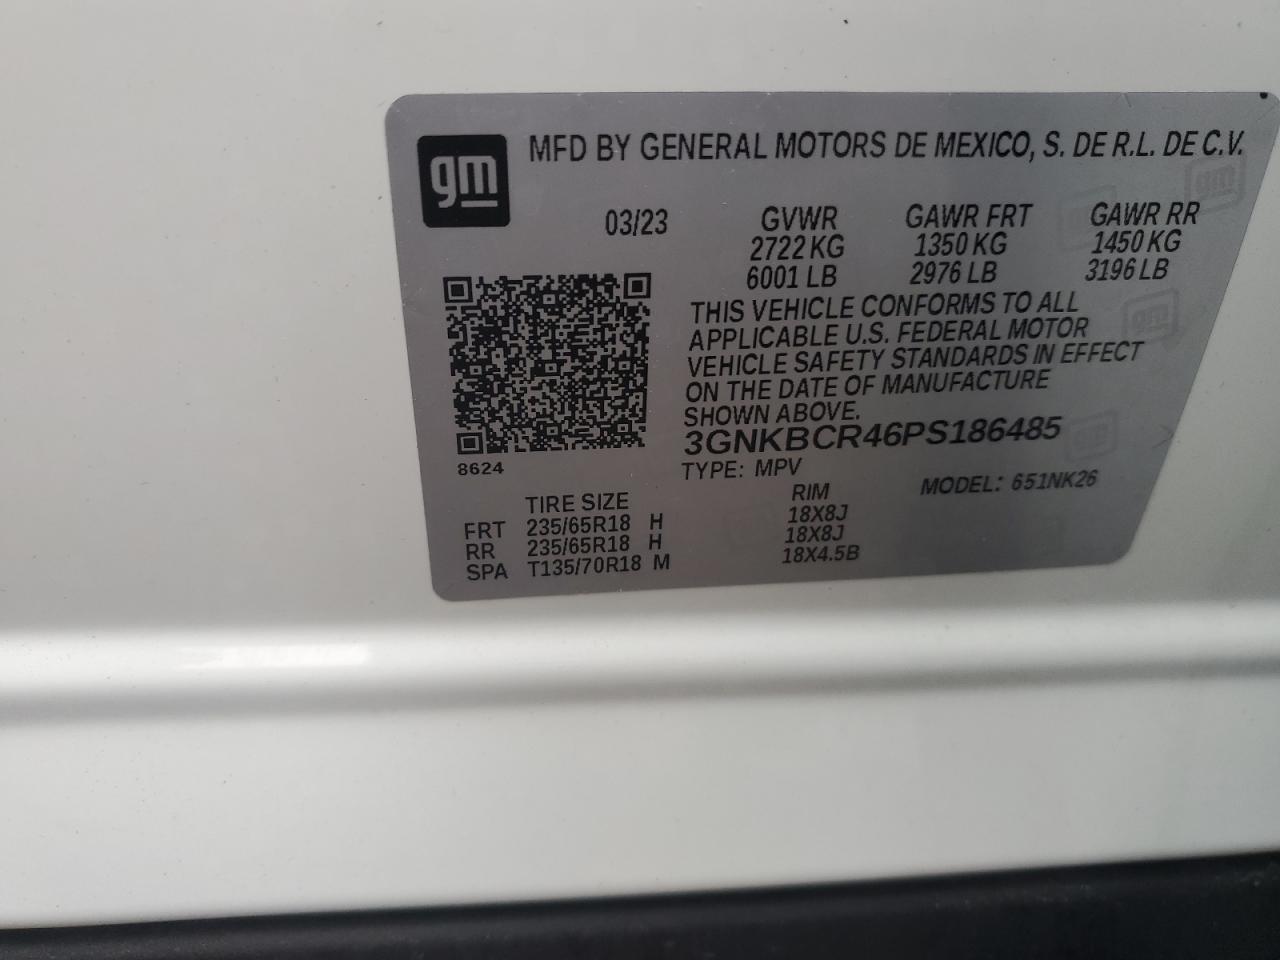 gm
MFD BY GENERAL MOTORS DE MEXICO, S. DE R.L. DE C.V.
03/23
GVWR GAWR FRT GAWR RR
2722 KG 1350 KG 1450 KG
6001 LB 2976 LB 3196 LB
THIS VEHICLE CONFORMS TO ALL
APPLICABLE U.S. FEDERAL MOTOR
VEHICLE SAFETY STANDARDS IN EFFECT
ON THE DATE OF MANUFACTURE
SHOWN ABOVE.
3GNKBCR46PS186485
8624
TYPE: MPV MODEL: 651NK26
TIRE SIZE RIM
FRT 235/65R18 H 18X8J
RR 235/65R18 H 18X8J
SPA T135/70R18 M 18X4.5B